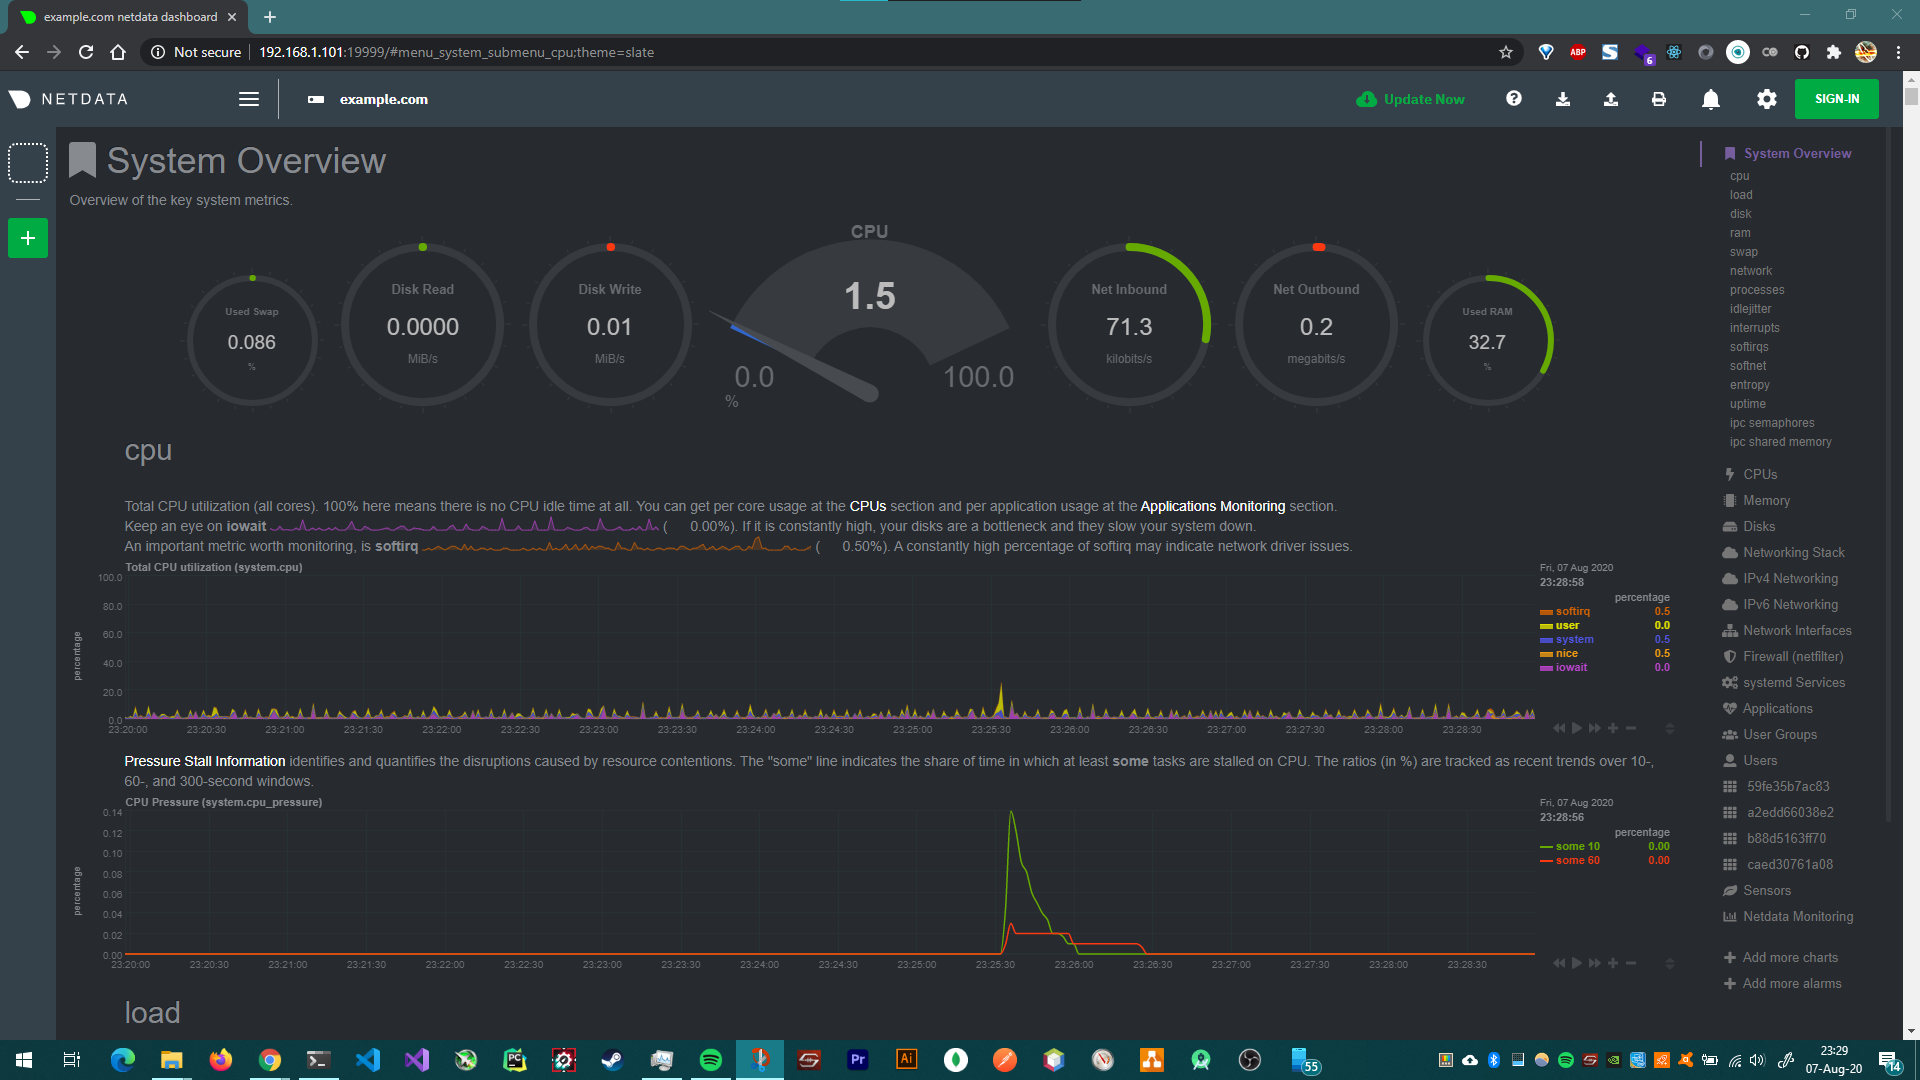 example.com netdata dashboard
Not secure
192.168.1.101:19999/#menu_system_submenu_cpu;theme=slate
ABP
6
NETDATA
example.com
Update Now
SIGN-IN
System Overview
Overview of the key system metrics.
Used Swap
0.086
%
Disk Read
0.0000
MiB/s
Disk Write
0.01
MiB/s
CPU
1.5
0.0
100.0
%
Net Inbound
71.3
kilobits/s
Net Outbound
0.2
megabits/s
Used RAM
32.7
%
cpu
Total CPU utilization (all cores). 100% here means there is no CPU idle time at all. You can get per core usage at the CPUs section and per application usage at the Applications Monitoring section.
Keep an eye on iowait ( 0.00%). If it is constantly high, your disks are a bottleneck and they slow your system down.
An important metric worth monitoring, is softirq ( 0.50%). A constantly high percentage of softirq may indicate network driver issues.
Total CPU utilization (system.cpu)
percentage
100.0
80.0
60.0
40.0
20.0
0.0
23:20:00 23:20:30 23:21:00 23:21:30 23:22:00 23:22:30 23:23:00 23:23:30 23:24:00 23:24:30 23:25:00 23:25:30 23:26:00 23:26:30 23:27:00 23:27:30 23:28:00 23:28:30
Fri, 07 Aug 2020
23:28:58
percentage
softirq 0.5
user 0.0
system 0.5
nice 0.5
iowait 0.0
Pressure Stall Information identifies and quantifies the disruptions caused by resource contentions. The "some" line indicates the share of time in which at least some tasks are stalled on CPU. The ratios (in %) are tracked as recent trends over 10-,
60-, and 300-second windows.
CPU Pressure (system.cpu_pressure)
percentage
0.14
0.12
0.10
0.08
0.06
0.04
0.02
0.00
23:20:00 23:20:30 23:21:00 23:21:30 23:22:00 23:22:30 23:23:00 23:23:30 23:24:00 23:24:30 23:25:00 23:25:30 23:26:00 23:26:30 23:27:00 23:27:30 23:28:00 23:28:30
Fri, 07 Aug 2020
23:28:56
percentage
some 10 0.00
some 60 0.00
load
System Overview
cpu
load
disk
ram
swap
network
processes
idlejitter
interrupts
softirqs
softnet
entropy
uptime
ipc semaphores
ipc shared memory
CPUs
Memory
Disks
Networking Stack
IPv4 Networking
IPv6 Networking
Network Interfaces
Firewall (netfilter)
systemd Services
Applications
User Groups
Users
59fe35b7ac83
a2edd66038e2
b88d5163ff70
caed30761a08
Sensors
Netdata Monitoring
Add more charts
Add more alarms
PC
Pr
Ai
55
23:29
07-Aug-20
14